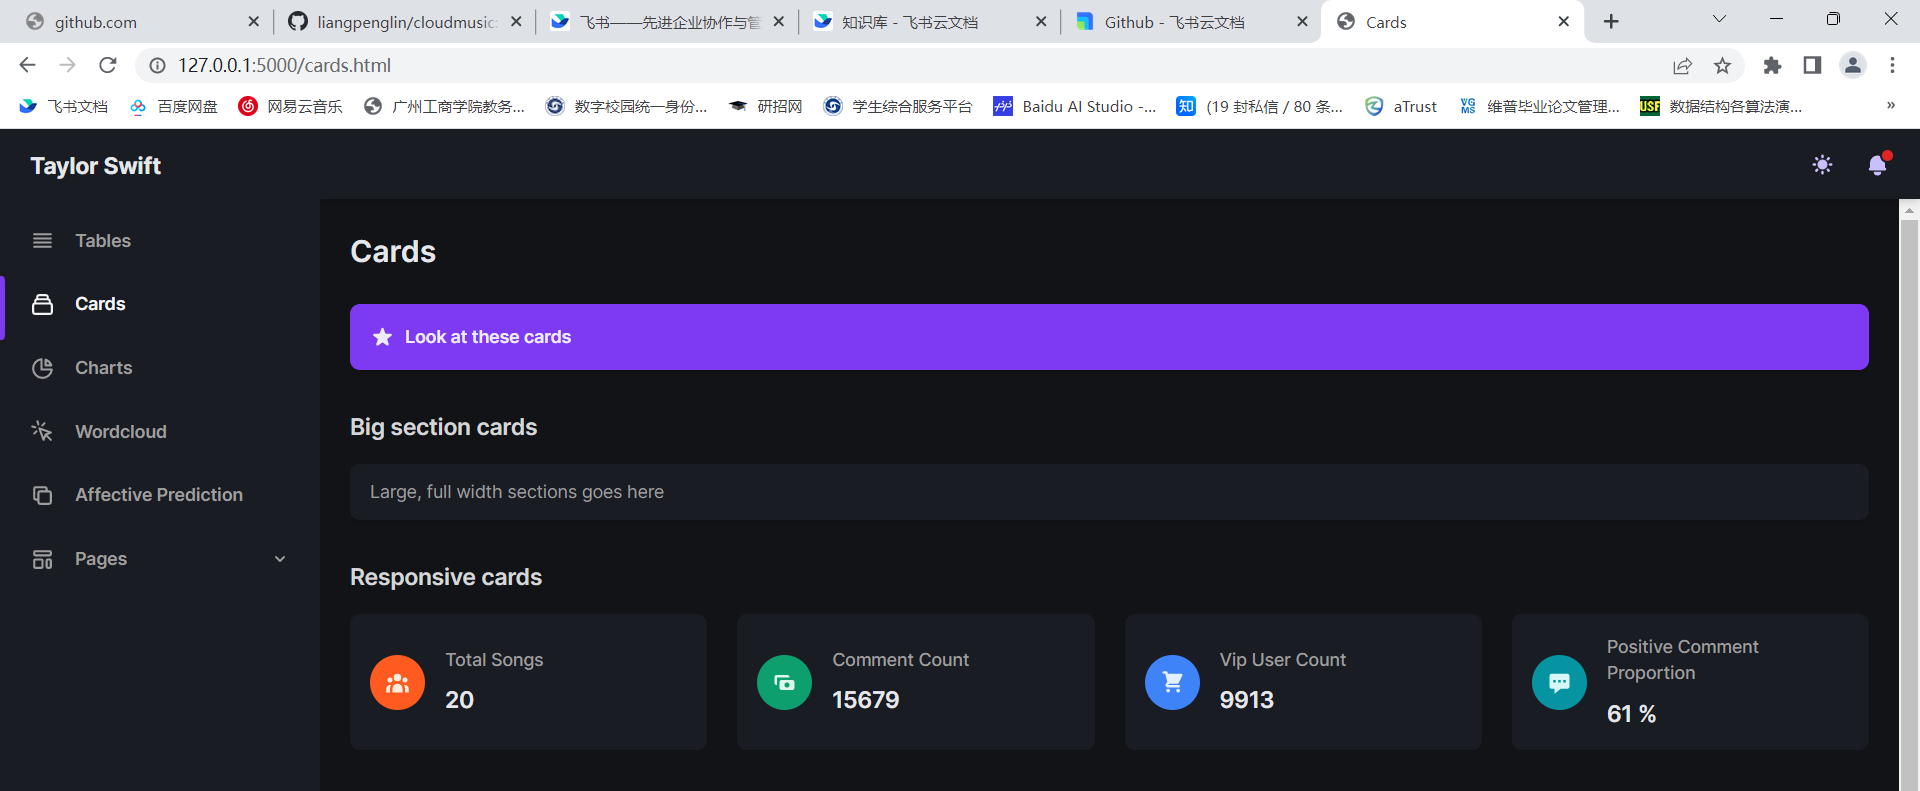 github.com
liangpenglin/cloudmusic
飞书——先进企业协作与管
知识库 - 飞书云文档
Github - 飞书云文档
Cards
127.0.0.1:5000/cards.html
飞书文档
百度网盘
网易云音乐
广州工商学院教务...
数字校园统一身份...
研招网
学生综合服务平台
Baidu AI Studio -...
知
(19 封私信 / 80 条...
aTrust
VG
MS
维普毕业论文管理...
USF
数据结构各算法演...
»
Taylor Swift
Tables
Cards
Charts
Wordcloud
Affective Prediction
Pages
Cards
Look at these cards
Big section cards
Large, full width sections goes here
Responsive cards
Total Songs
20
Comment Count
15679
Vip User Count
9913
Positive Comment
Proportion
61 %